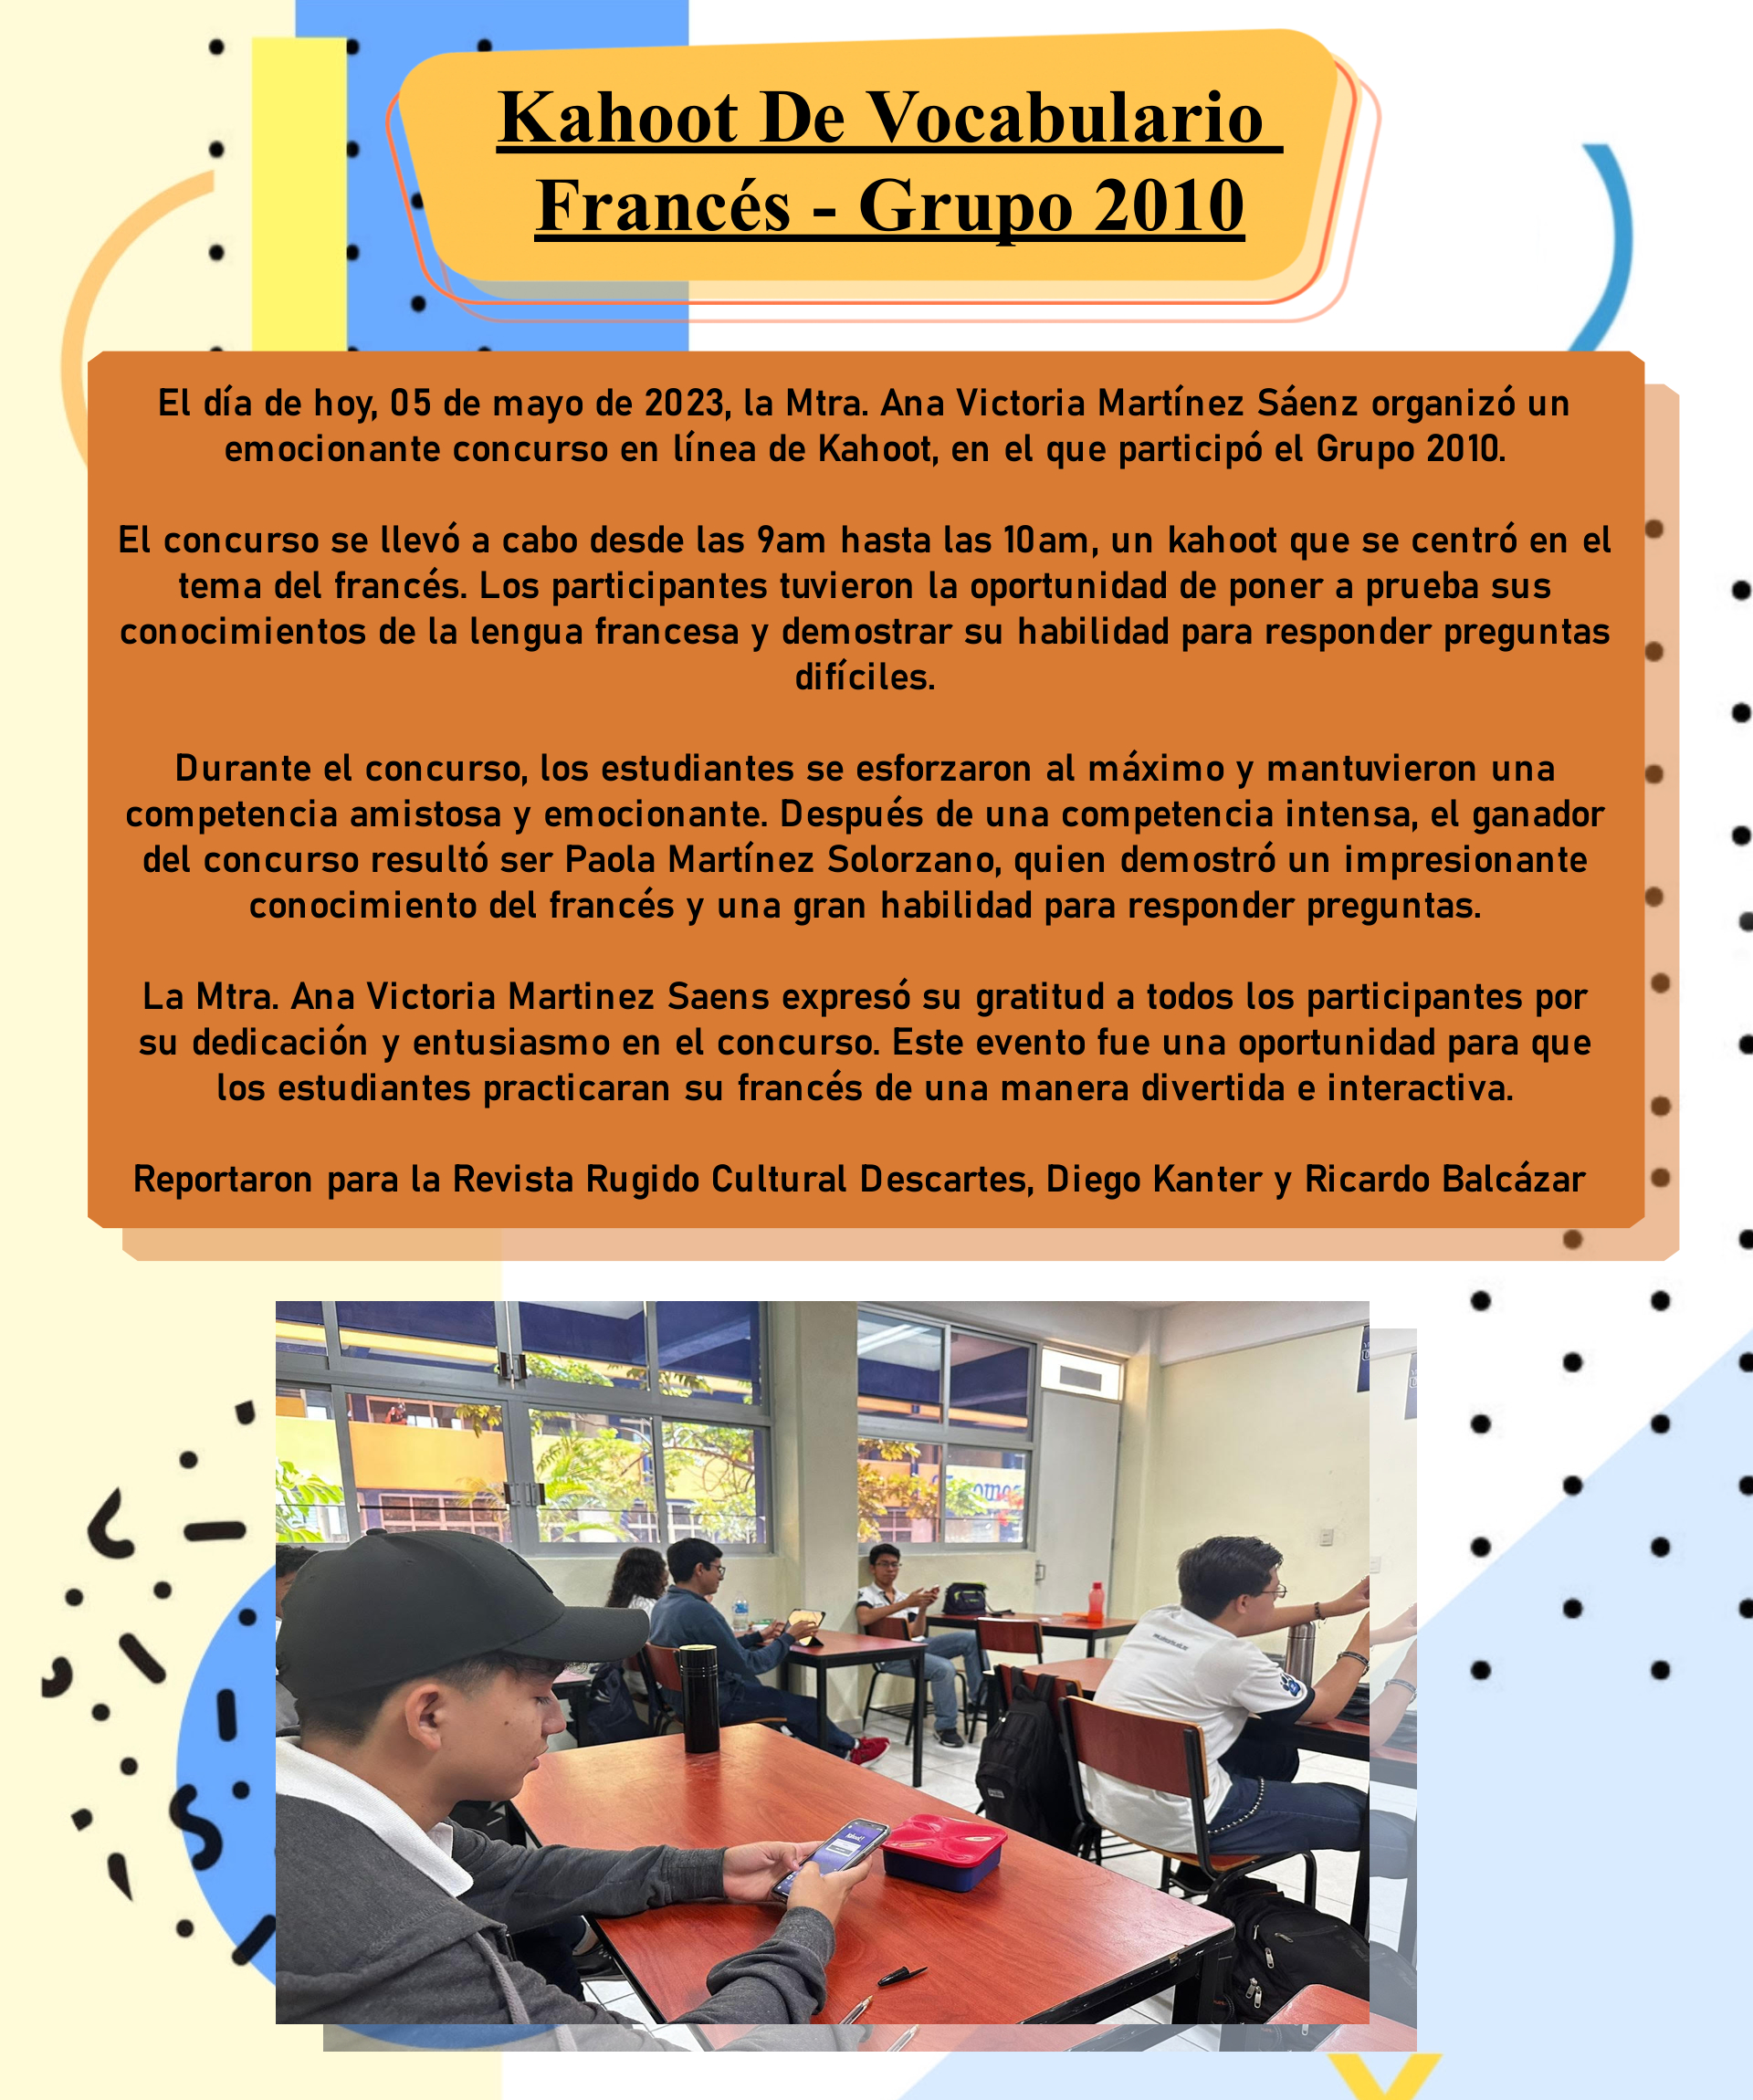 Kahoot De Vocabulario
Francés - Grupo 2010
El día de hoy, 05 de mayo de 2023, la Mtra. Ana Victoria Martínez Sáenz organizó un
emocionante concurso en línea de Kahoot, en el que participó el Grupo 2010.
El concurso se llevó a cabo desde las 9am hasta las 10am, un kahoot que se centró en el
tema del francés. Los participantes tuvieron la oportunidad de poner a prueba sus
conocimientos de la lengua francesa y demostrar su habilidad para responder preguntas
difíciles.
Durante el concurso, los estudiantes se esforzaron al máximo y mantuvieron una
competencia amistosa y emocionante. Después de una competencia intensa, el ganador
del concurso resultó ser Paola Martínez Solorzano, quien demostró un impresionante
conocimiento del francés y una gran habilidad para responder preguntas.
La Mtra. Ana Victoria Martinez Saens expresó su gratitud a todos los participantes por
su dedicación y entusiasmo en el concurso. Este evento fue una oportunidad para que
los estudiantes practicaran su francés de una manera divertida e interactiva.
Reportaron para la Revista Rugido Cultural Descartes, Diego Kanter y Ricardo Balcázar
Kahoot!